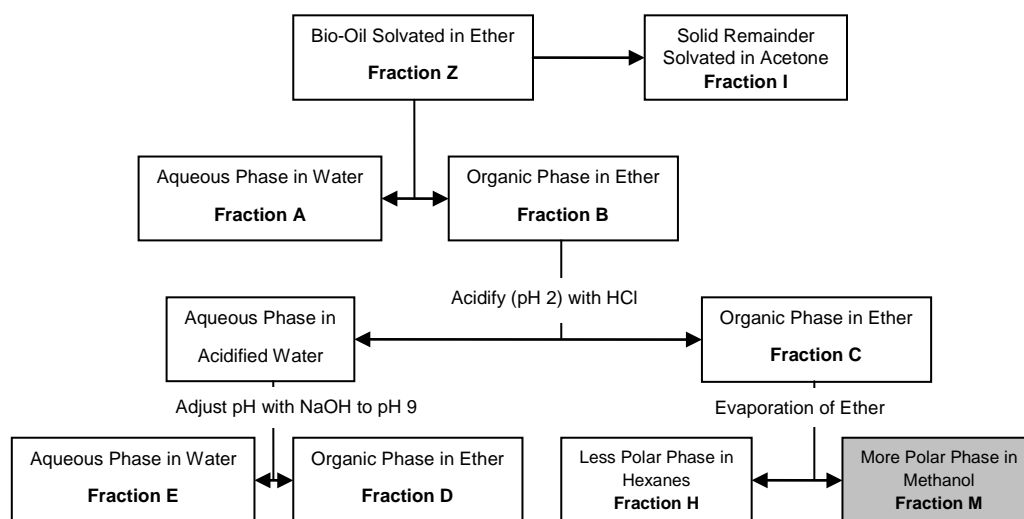 Bio-Oil Solvated in Ether
Fraction Z
Solid Remainder
Solvated in Acetone
Fraction I
Aqueous Phase in Water
Fraction A
Organic Phase in Ether
Fraction B
Acidify (pH 2) with HCl
Aqueous Phase in
Acidified Water
Organic Phase in Ether
Fraction C
Adjust pH with NaOH to pH 9
Evaporation of Ether
Aqueous Phase in Water
Fraction E
Organic Phase in Ether
Fraction D
Less Polar Phase in
Hexanes
Fraction H
More Polar Phase in
Methanol
Fraction M